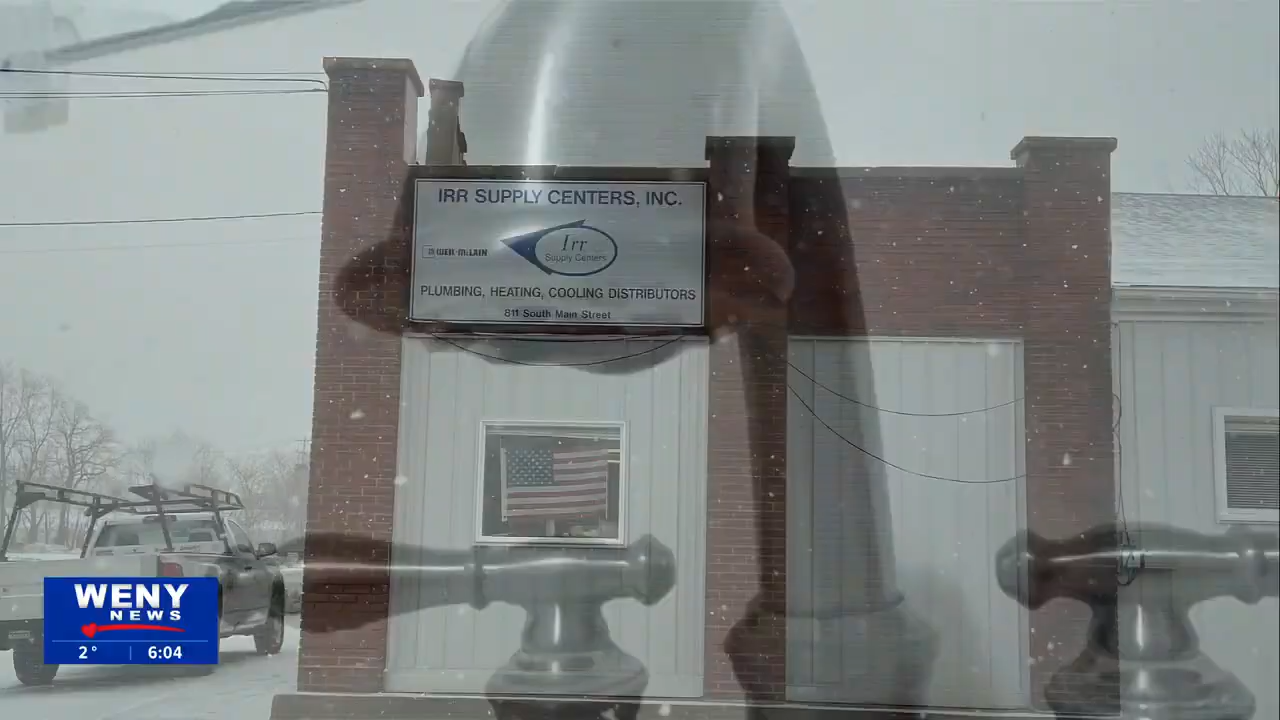 IRR SUPPLY CENTERS, INC.
WEIL-McLAIN
Irr
Supply Centers
PLUMBING, HEATING, COOLING DISTRIBUTORS
811 South Main Street
WENY
NEWS
2° | 6:04